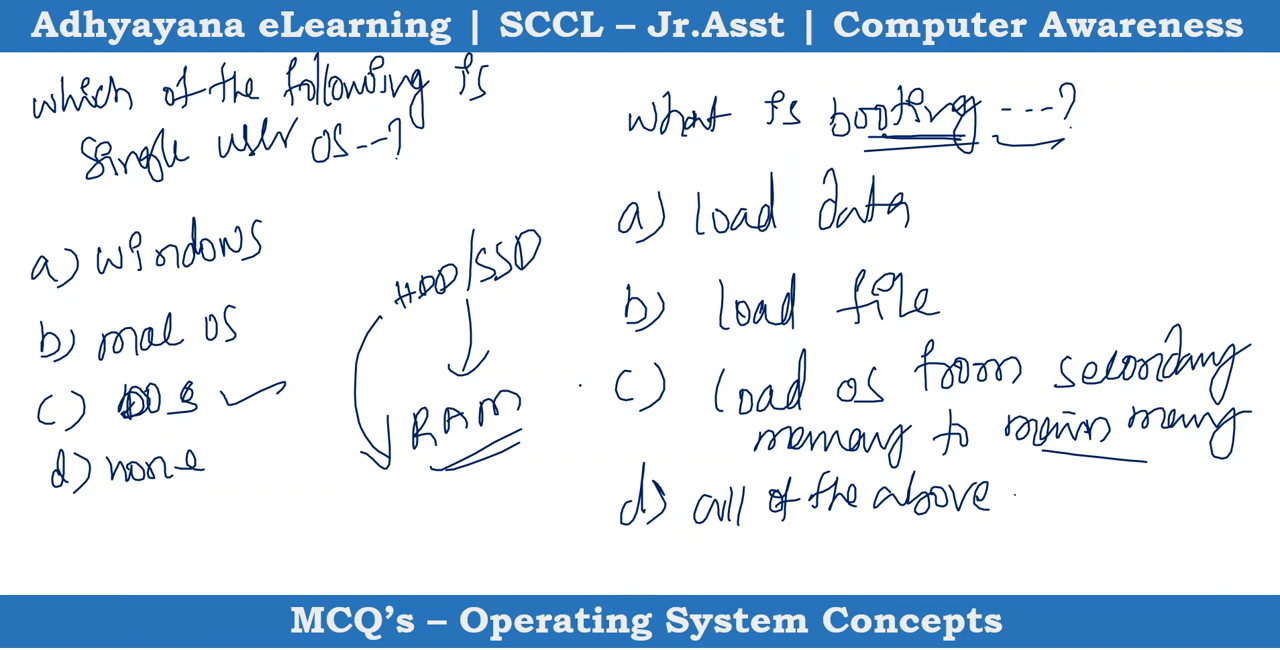 Adhyayana eLearning | SCCL – Jr.Asst | Computer Awareness
which of the following is
single user OS---?
a) windows
b) mac OS
c) DOS
d) none
HDD/SSD
RAM
what is booting ---?
a) load data
b) load file
c) load os from secondary
memory to main memory
d) all of the above
MCQ's – Operating System Concepts